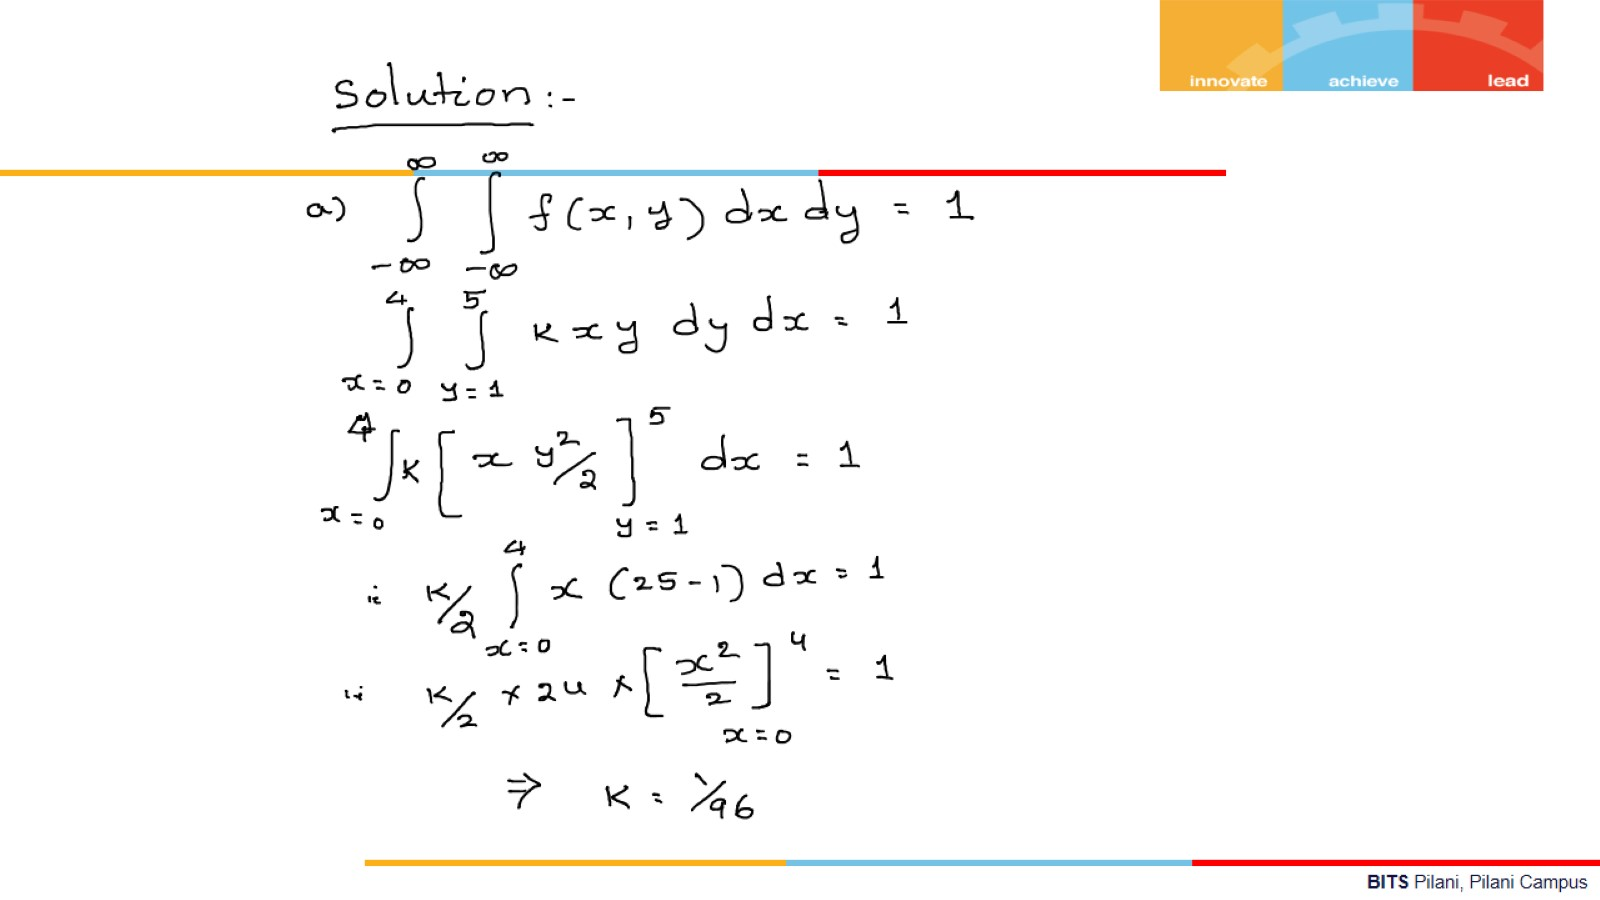 innovate achieve lead
Solution :-
a) ∫_{-∞}^{∞} ∫_{-∞}^{∞} f(x, y) dx dy = 1
∫_{x=0}^{4} ∫_{y=1}^{5} k x y dy dx = 1
∫_{x=0}^{4} k [x y²/2]_{y=1}^{5} dx = 1
k/2 ∫_{x=0}^{4} x (25-1) dx = 1
k/2 × 24 × [x²/2]_{x=0}^{4} = 1
⇒ k = 1/96
BITS Pilani, Pilani Campus